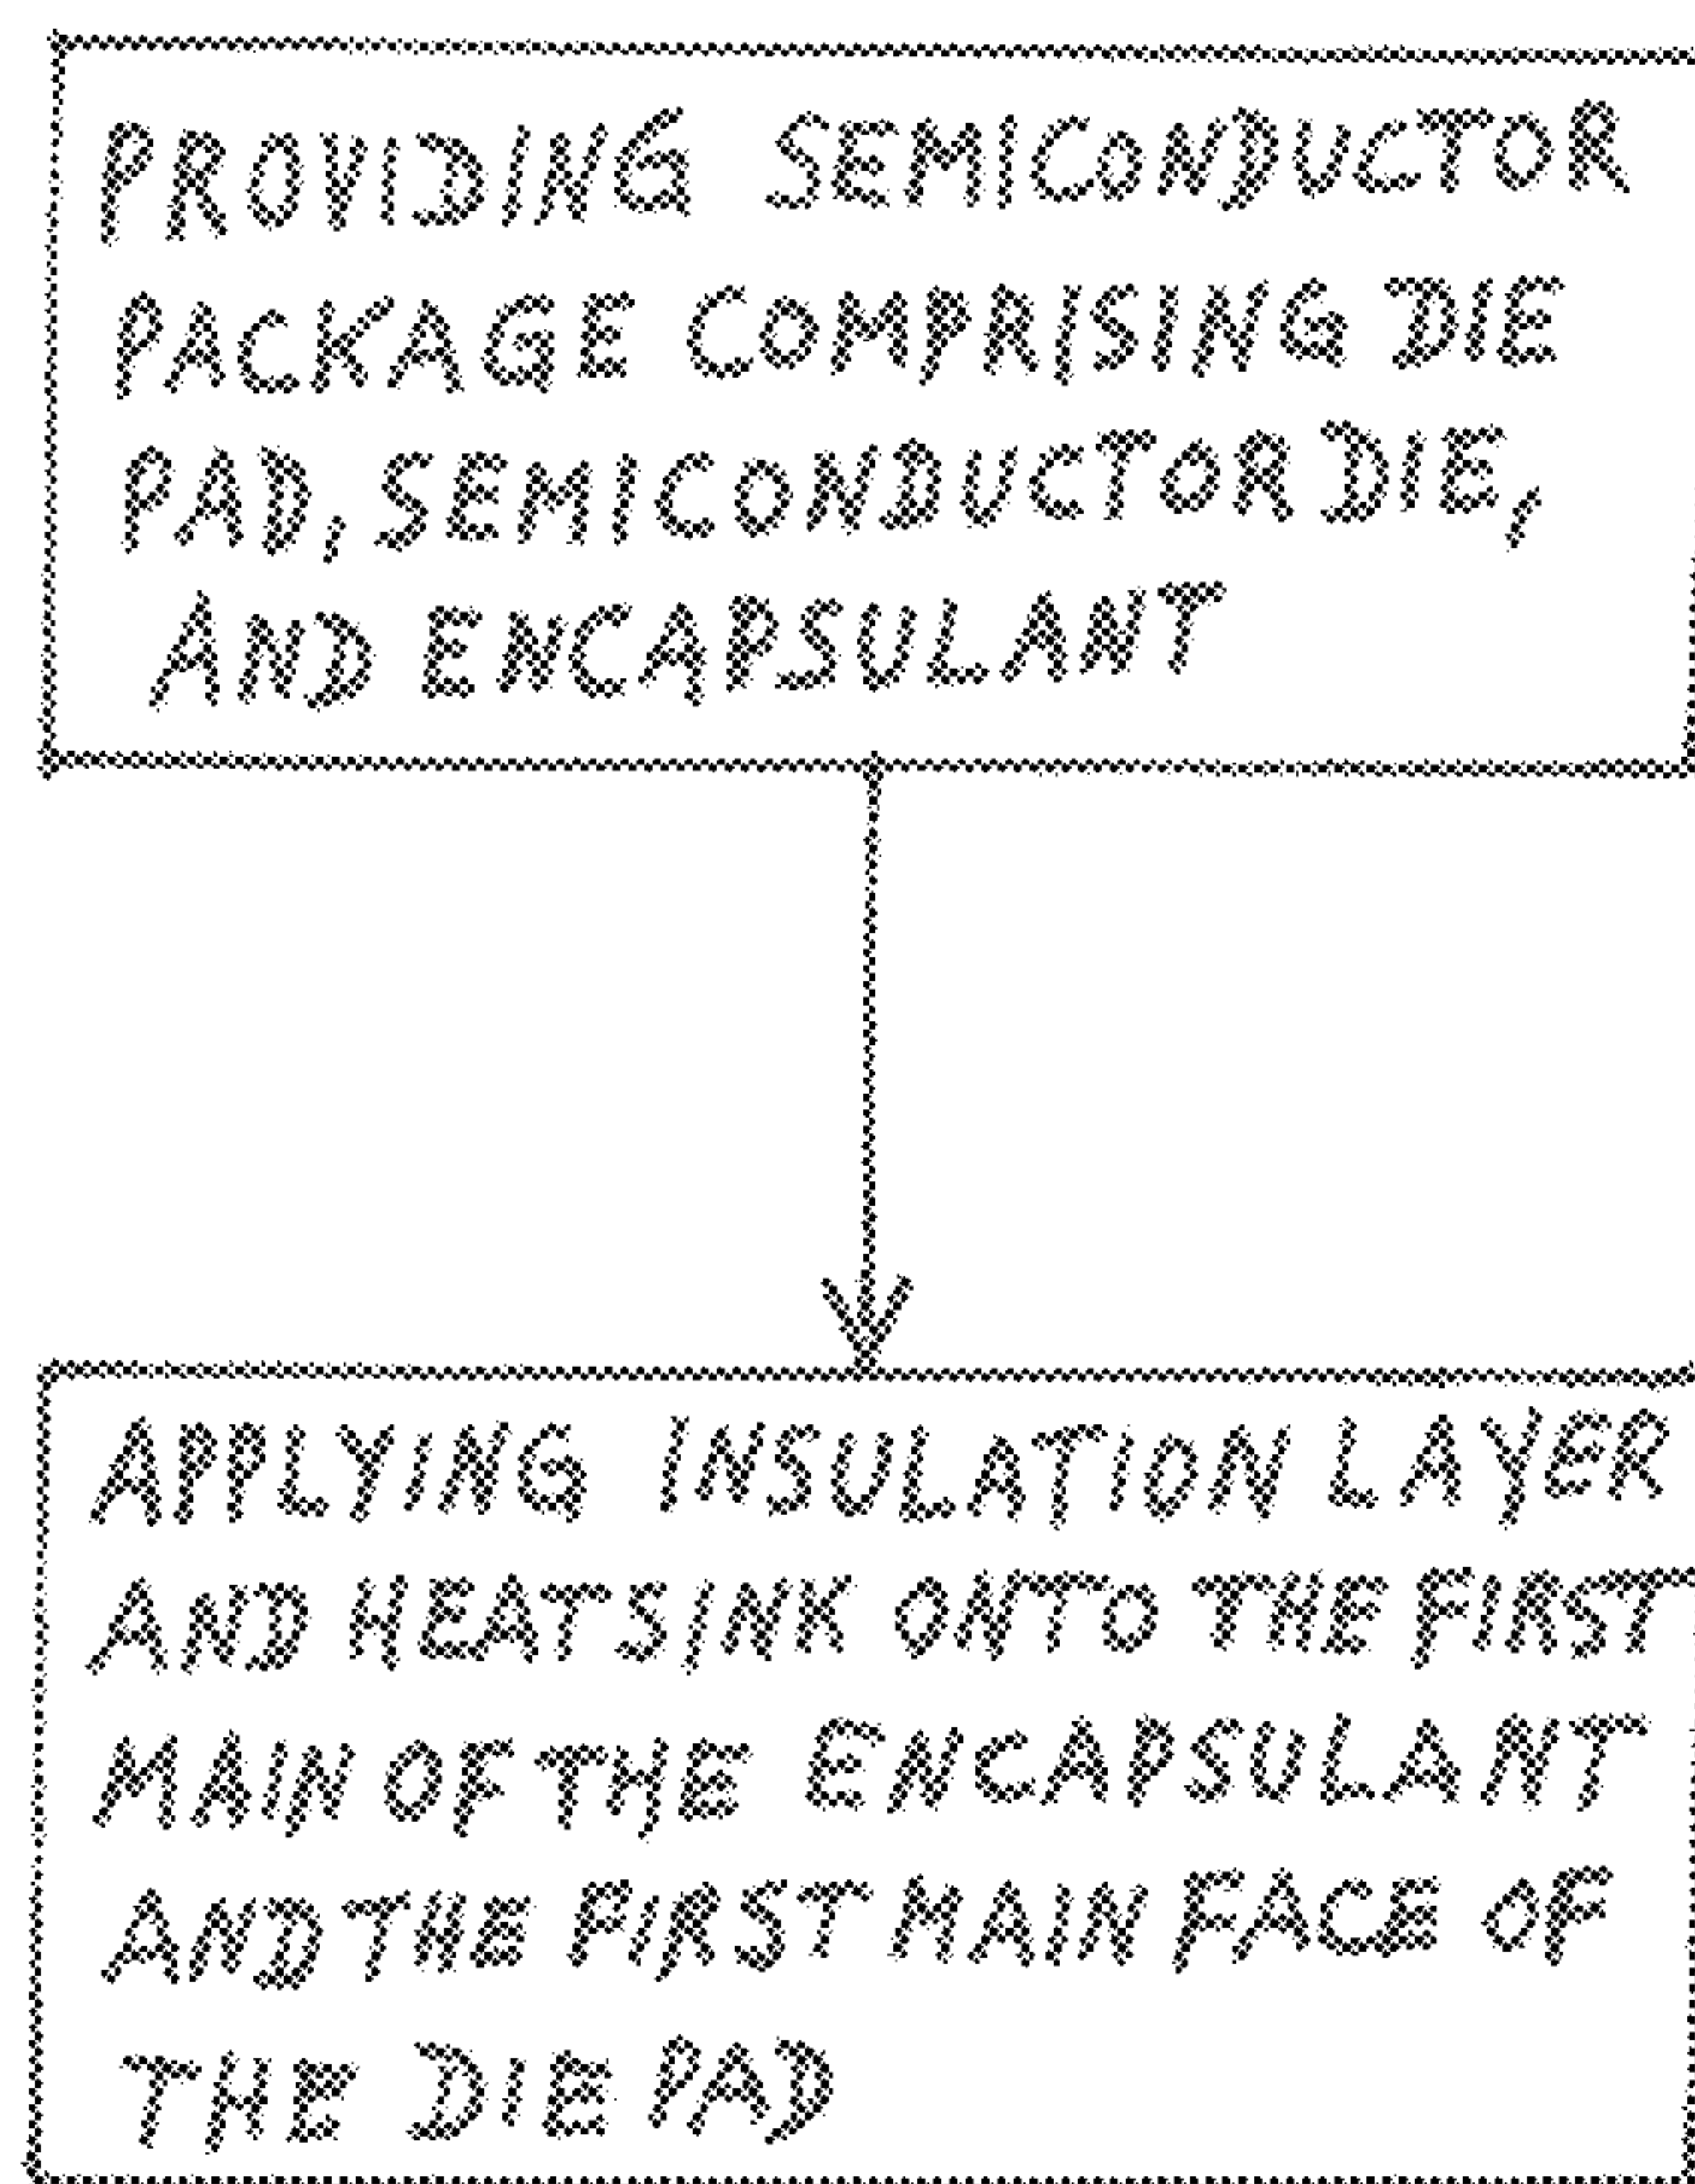 PROVIDING SEMICONDUCTOR
PACKAGE COMPRISING DIE
PAD, SEMICONDUCTOR DIE,
AND ENCAPSULANT
APPLYING INSULATION LAYER
AND HEATSINK ONTO THE FIRST
MAIN OF THE ENCAPSULANT
AND THE FIRST MAIN FACE OF
THE DIE PAD